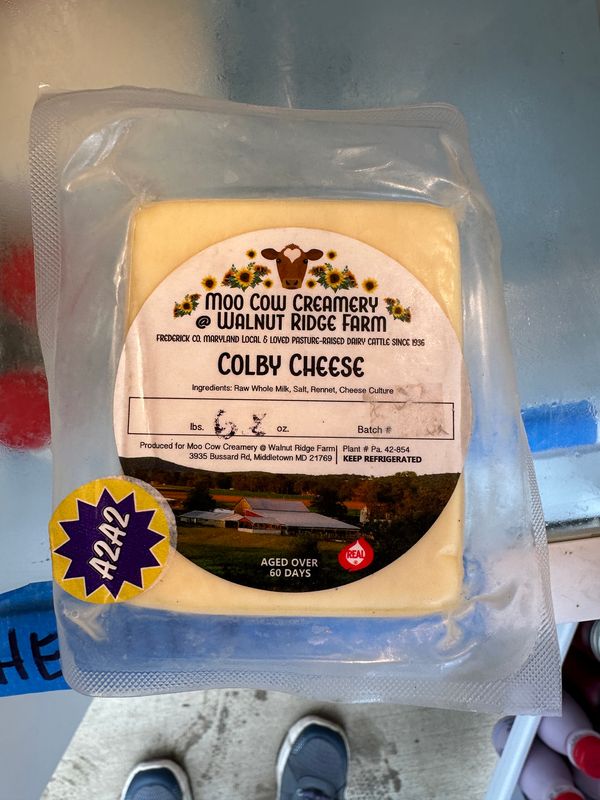 Moo Cow Creamery
@ Walnut Ridge Farm
Frederick Co. Maryland Local & Loved Pasture-Raised Dairy Cattle Since 1936
Colby Cheese
Ingredients: Raw Whole Milk, Salt, Rennet, Cheese Culture
lbs. oz. Batch #
Produced for Moo Cow Creamery @ Walnut Ridge Farm
3935 Bussard Rd, Middletown MD 21769
Plant # Pa. 42-854
KEEP REFRIGERATED
A2A2
AGED OVER
60 DAYS
REAL
HE